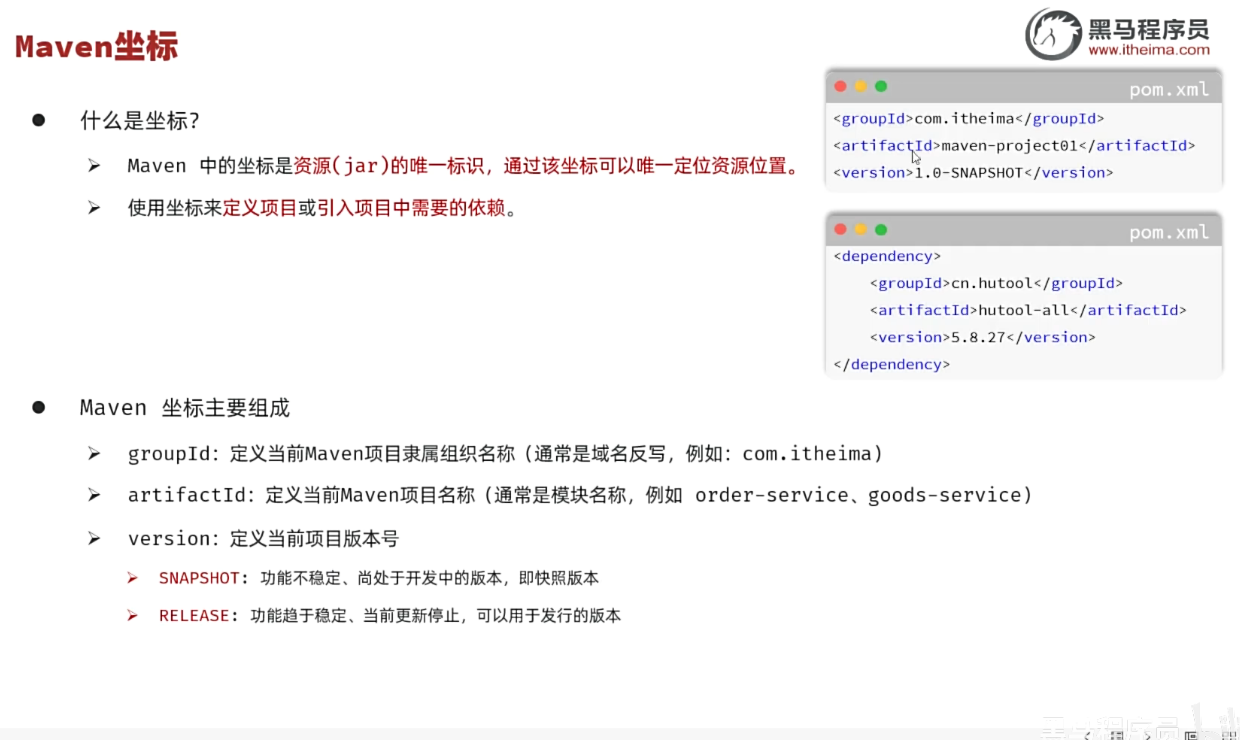 Maven坐标
黑马程序员
www.itheima.com
什么是坐标?
Maven 中的坐标是资源(jar)的唯一标识，通过该坐标可以唯一定位资源位置。
使用坐标来定义项目或引入项目中需要的依赖。
pom.xml
<groupId>com.itheima</groupId>
<artifactId>maven-project01</artifactId>
<version>1.0-SNAPSHOT</version>
pom.xml
<dependency>
<groupId>cn.hutool</groupId>
<artifactId>hutool-all</artifactId>
<version>5.8.27</version>
</dependency>
Maven 坐标主要组成
groupId：定义当前Maven项目隶属组织名称（通常是域名反写，例如：com.itheima）
artifactId：定义当前Maven项目名称（通常是模块名称，例如 order-service、goods-service）
version：定义当前项目版本号
SNAPSHOT: 功能不稳定、尚处于开发中的版本，即快照版本
RELEASE: 功能趋于稳定、当前更新停止，可以用于发行的版本
黑马程序员